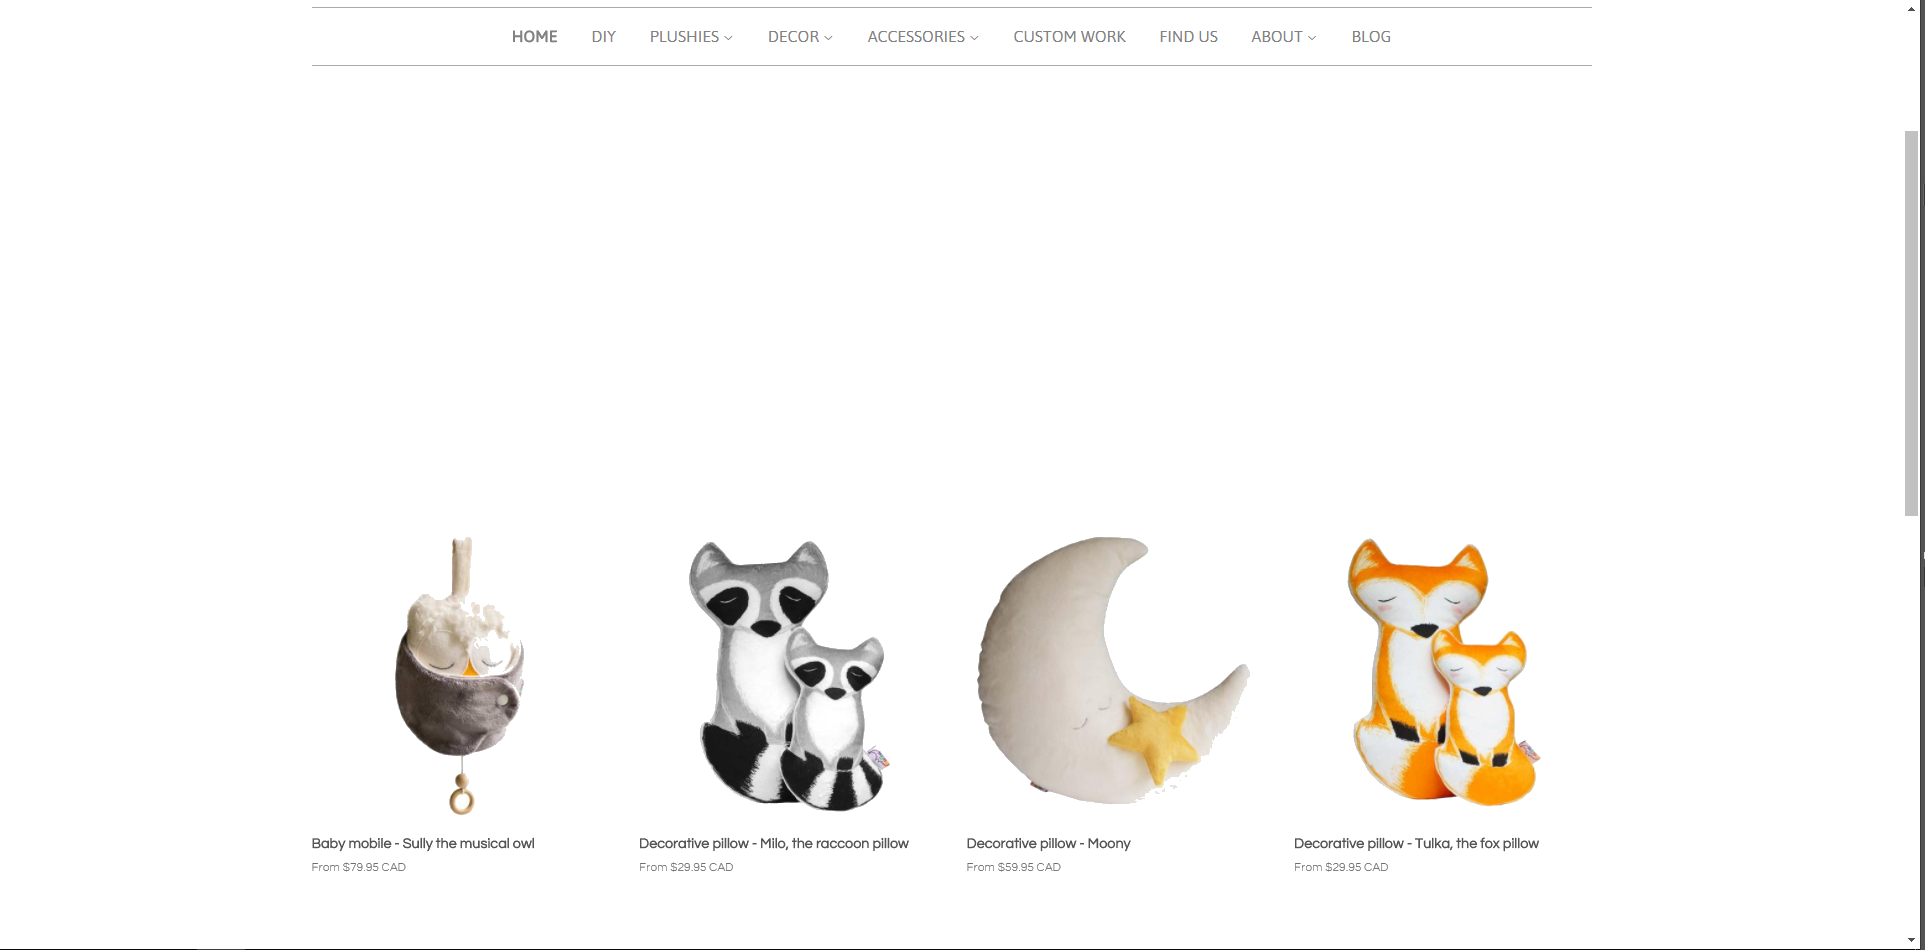 HOME DIY PLUSHIES DECOR ACCESSORIES CUSTOM WORK FIND US ABOUT BLOG
Baby mobile - Sully the musical owl
From $79.95 CAD
Decorative pillow - Milo, the raccoon pillow
From $29.95 CAD
Decorative pillow - Moony
From $59.95 CAD
Decorative pillow - Tulka, the fox pillow
From $29.95 CAD